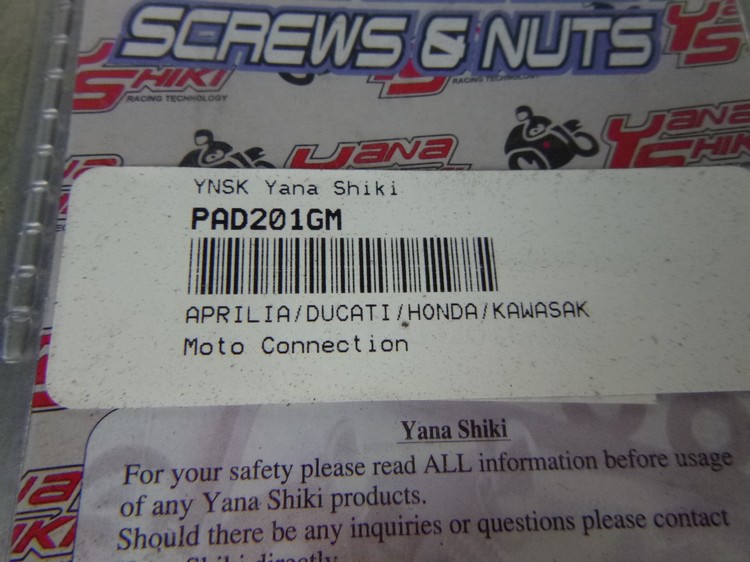 SCREWS & NUTS
SHIKI
RACING TECHNOLOGY
YANA
YANA
SHIKI
YNSK Yana Shiki
PAD201GM
APRILIA/DUCATI/HONDA/KAWASAK
Moto Connection
Yana Shiki
For your safety please read ALL information before usage
of any Yana Shiki products.
Should there be any inquiries or questions please contact
directly